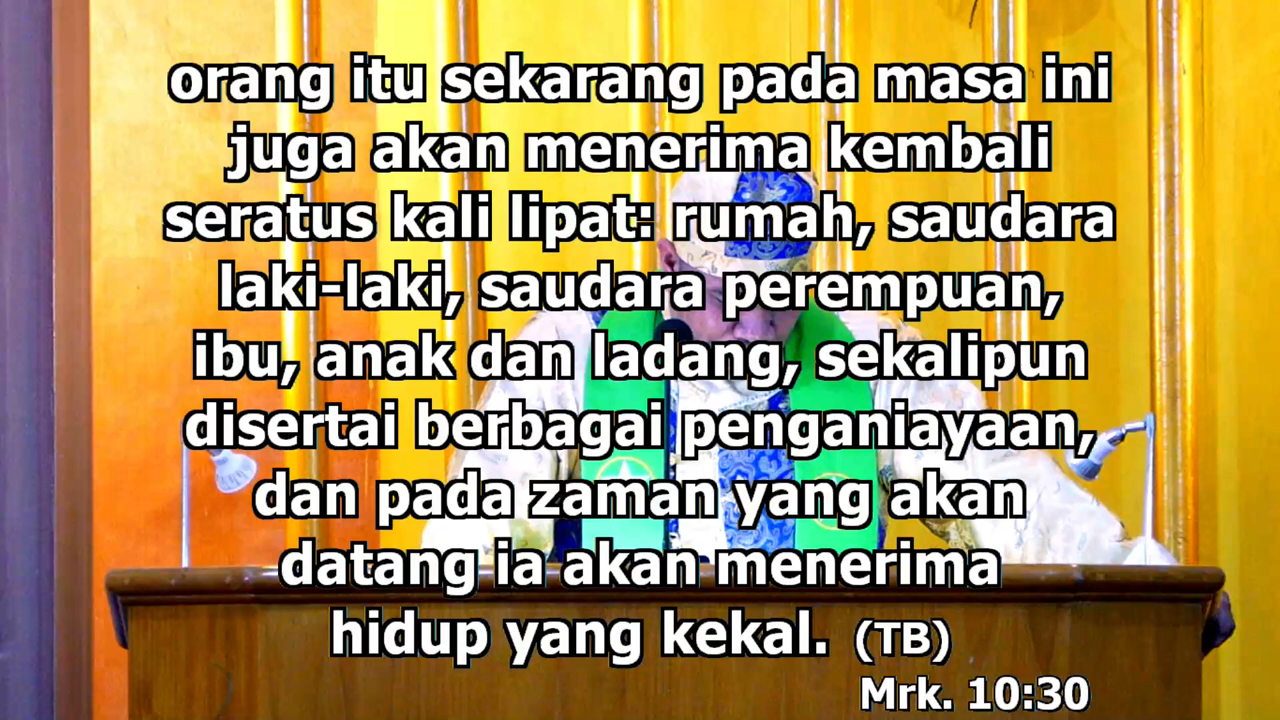 orang itu sekarang pada masa ini
juga akan menerima kembali
seratus kali lipat: rumah, saudara
laki-laki, saudara perempuan,
ibu, anak dan ladang, sekalipun
disertai berbagai penganiayaan,
dan pada zaman yang akan
datang ia akan menerima
hidup yang kekal. (TB)
Mrk. 10:30